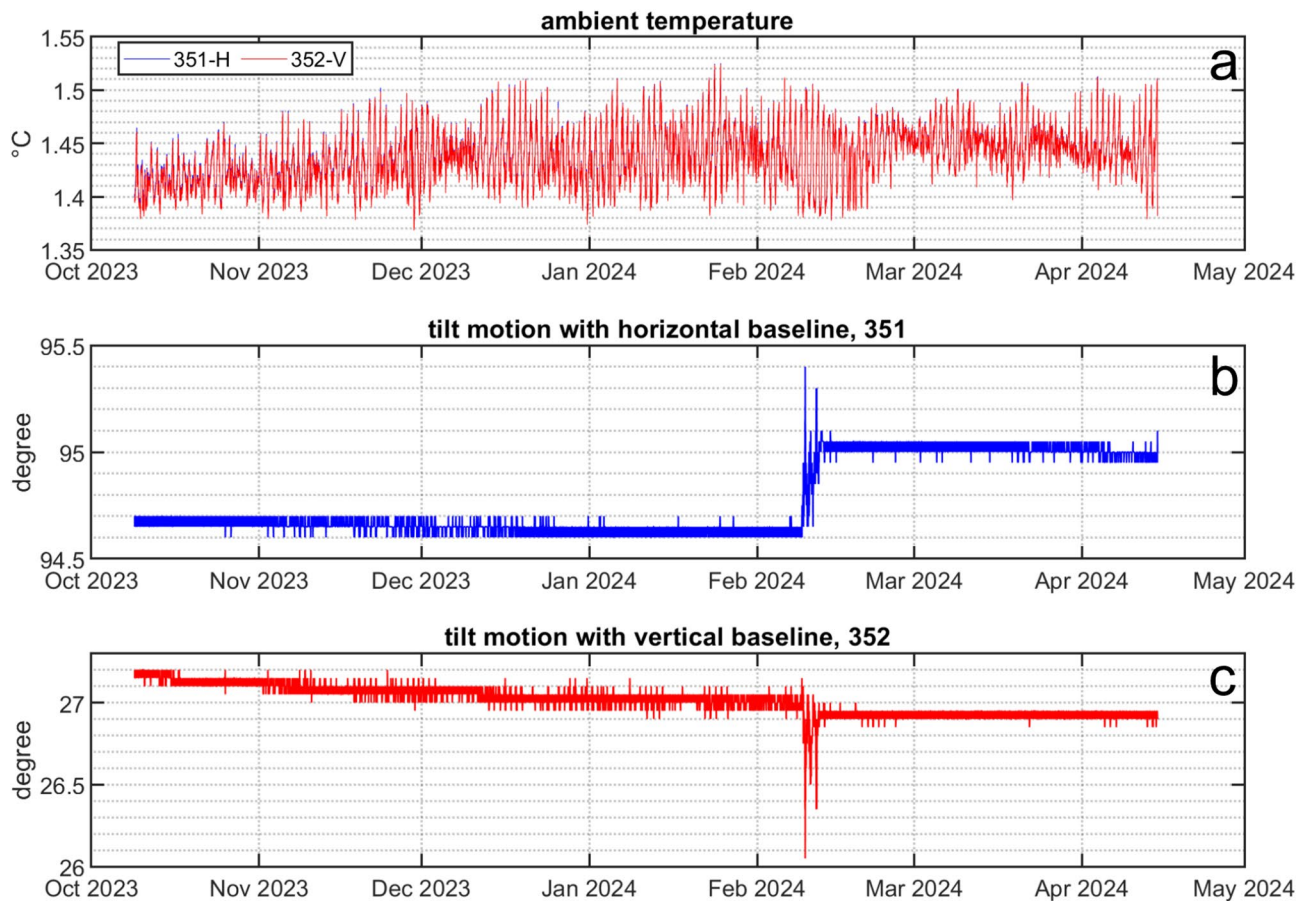 ambient temperature
a
351-H 352-V
1.55
1.5
1.45
1.4
1.35
°C
Oct 2023 Nov 2023 Dec 2023 Jan 2024 Feb 2024 Mar 2024 Apr 2024 May 2024
tilt motion with horizontal baseline, 351
b
95.5
95
94.5
degree
Oct 2023 Nov 2023 Dec 2023 Jan 2024 Feb 2024 Mar 2024 Apr 2024 May 2024
tilt motion with vertical baseline, 352
c
27
26.5
26
degree
Oct 2023 Nov 2023 Dec 2023 Jan 2024 Feb 2024 Mar 2024 Apr 2024 May 2024